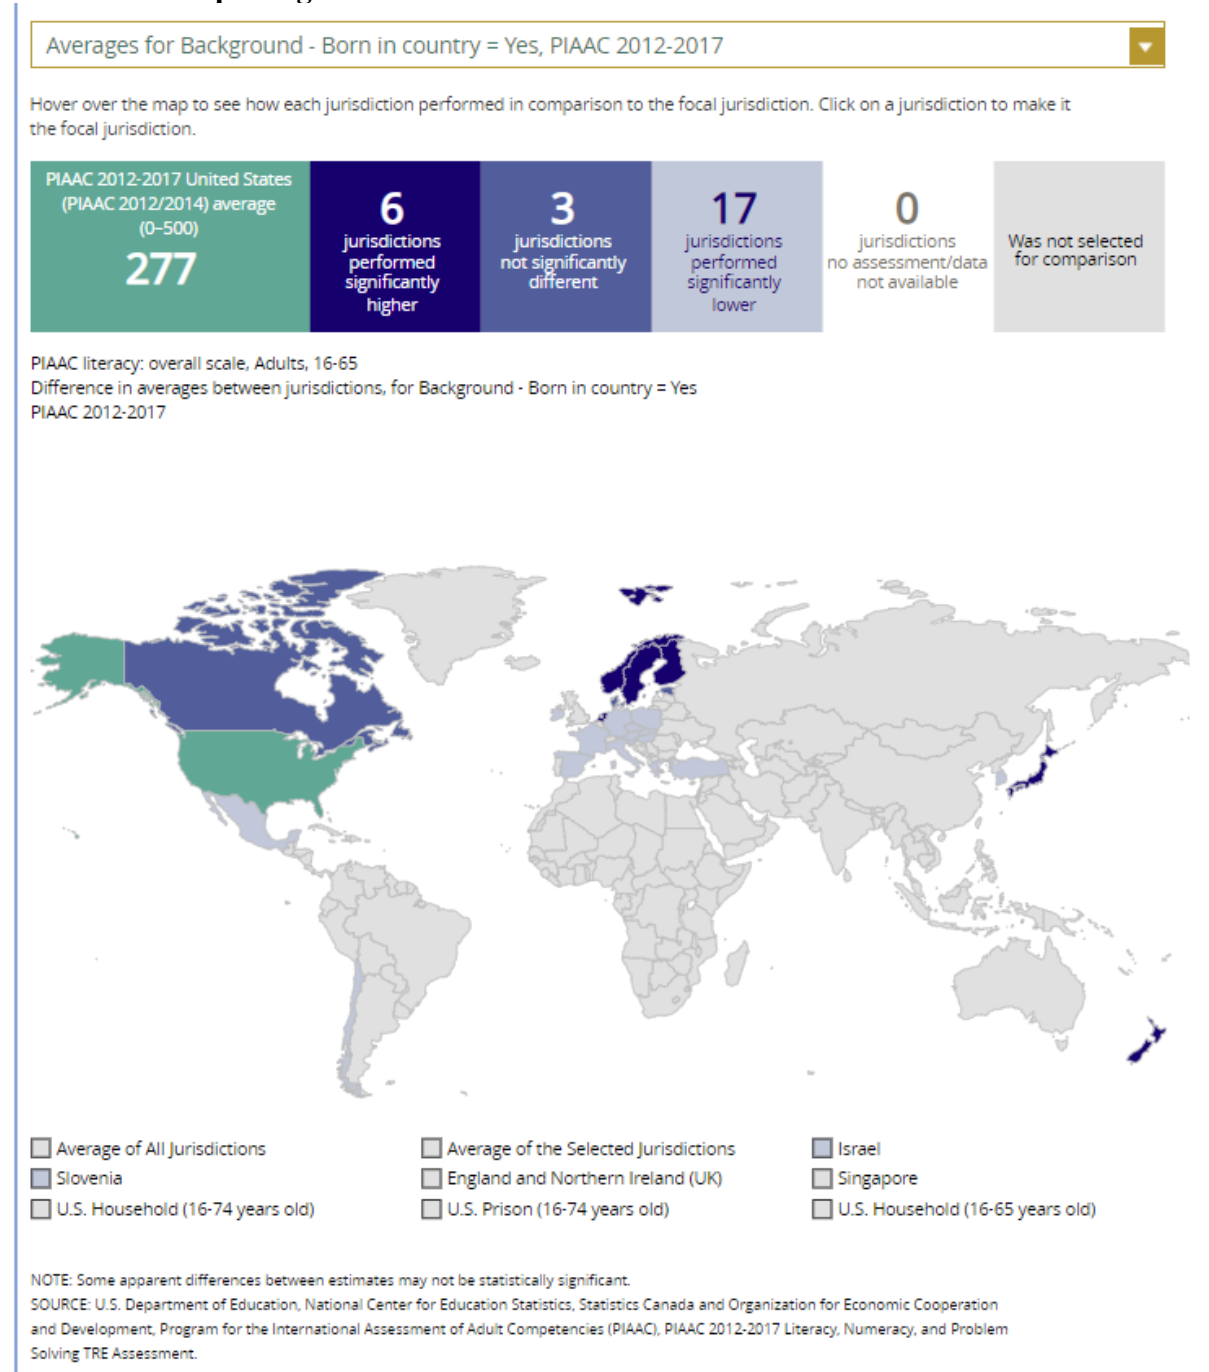 Averages for Background - Born in country = Yes, PIAAC 2012-2017
Hover over the map to see how each jurisdiction performed in comparison to the focal jurisdiction. Click on a jurisdiction to make it
the focal jurisdiction.
PIAAC 2012-2017 United States
(PIAAC 2012/2014) average
(0–500)
277
6
jurisdictions
performed
significantly
higher
3
jurisdictions
not significantly
different
17
jurisdictions
performed
significantly
lower
0
jurisdictions
no assessment/data
not available
Was not selected
for comparison
PIAAC literacy: overall scale, Adults, 16-65
Difference in averages between jurisdictions, for Background - Born in country = Yes
PIAAC 2012-2017
Average of All Jurisdictions
Average of the Selected Jurisdictions
Israel
Slovenia
England and Northern Ireland (UK)
Singapore
U.S. Household (16-74 years old)
U.S. Prison (16-74 years old)
U.S. Household (16-65 years old)
NOTE: Some apparent differences between estimates may not be statistically significant.
SOURCE: U.S. Department of Education, National Center for Education Statistics, Statistics Canada and Organization for Economic Cooperation
and Development, Program for the International Assessment of Adult Competencies (PIAAC), PIAAC 2012-2017 Literacy, Numeracy, and Problem
Solving TRE Assessment.